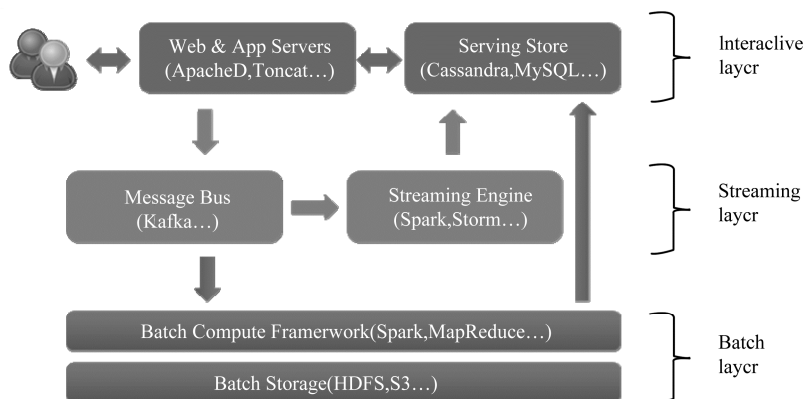 Web & App Servers
(ApacheD,Toncat…)
Serving Store
(Cassandra,MySQL…)
lnteraclive
laycr
Message Bus
(Kafka…)
Streaming Engine
(Spark,Storm…)
Streaming
laycr
Batch Compute Framerwork(Spark,MapReduce…)
Batch Storage(HDFS,S3…)
Batch
laycr